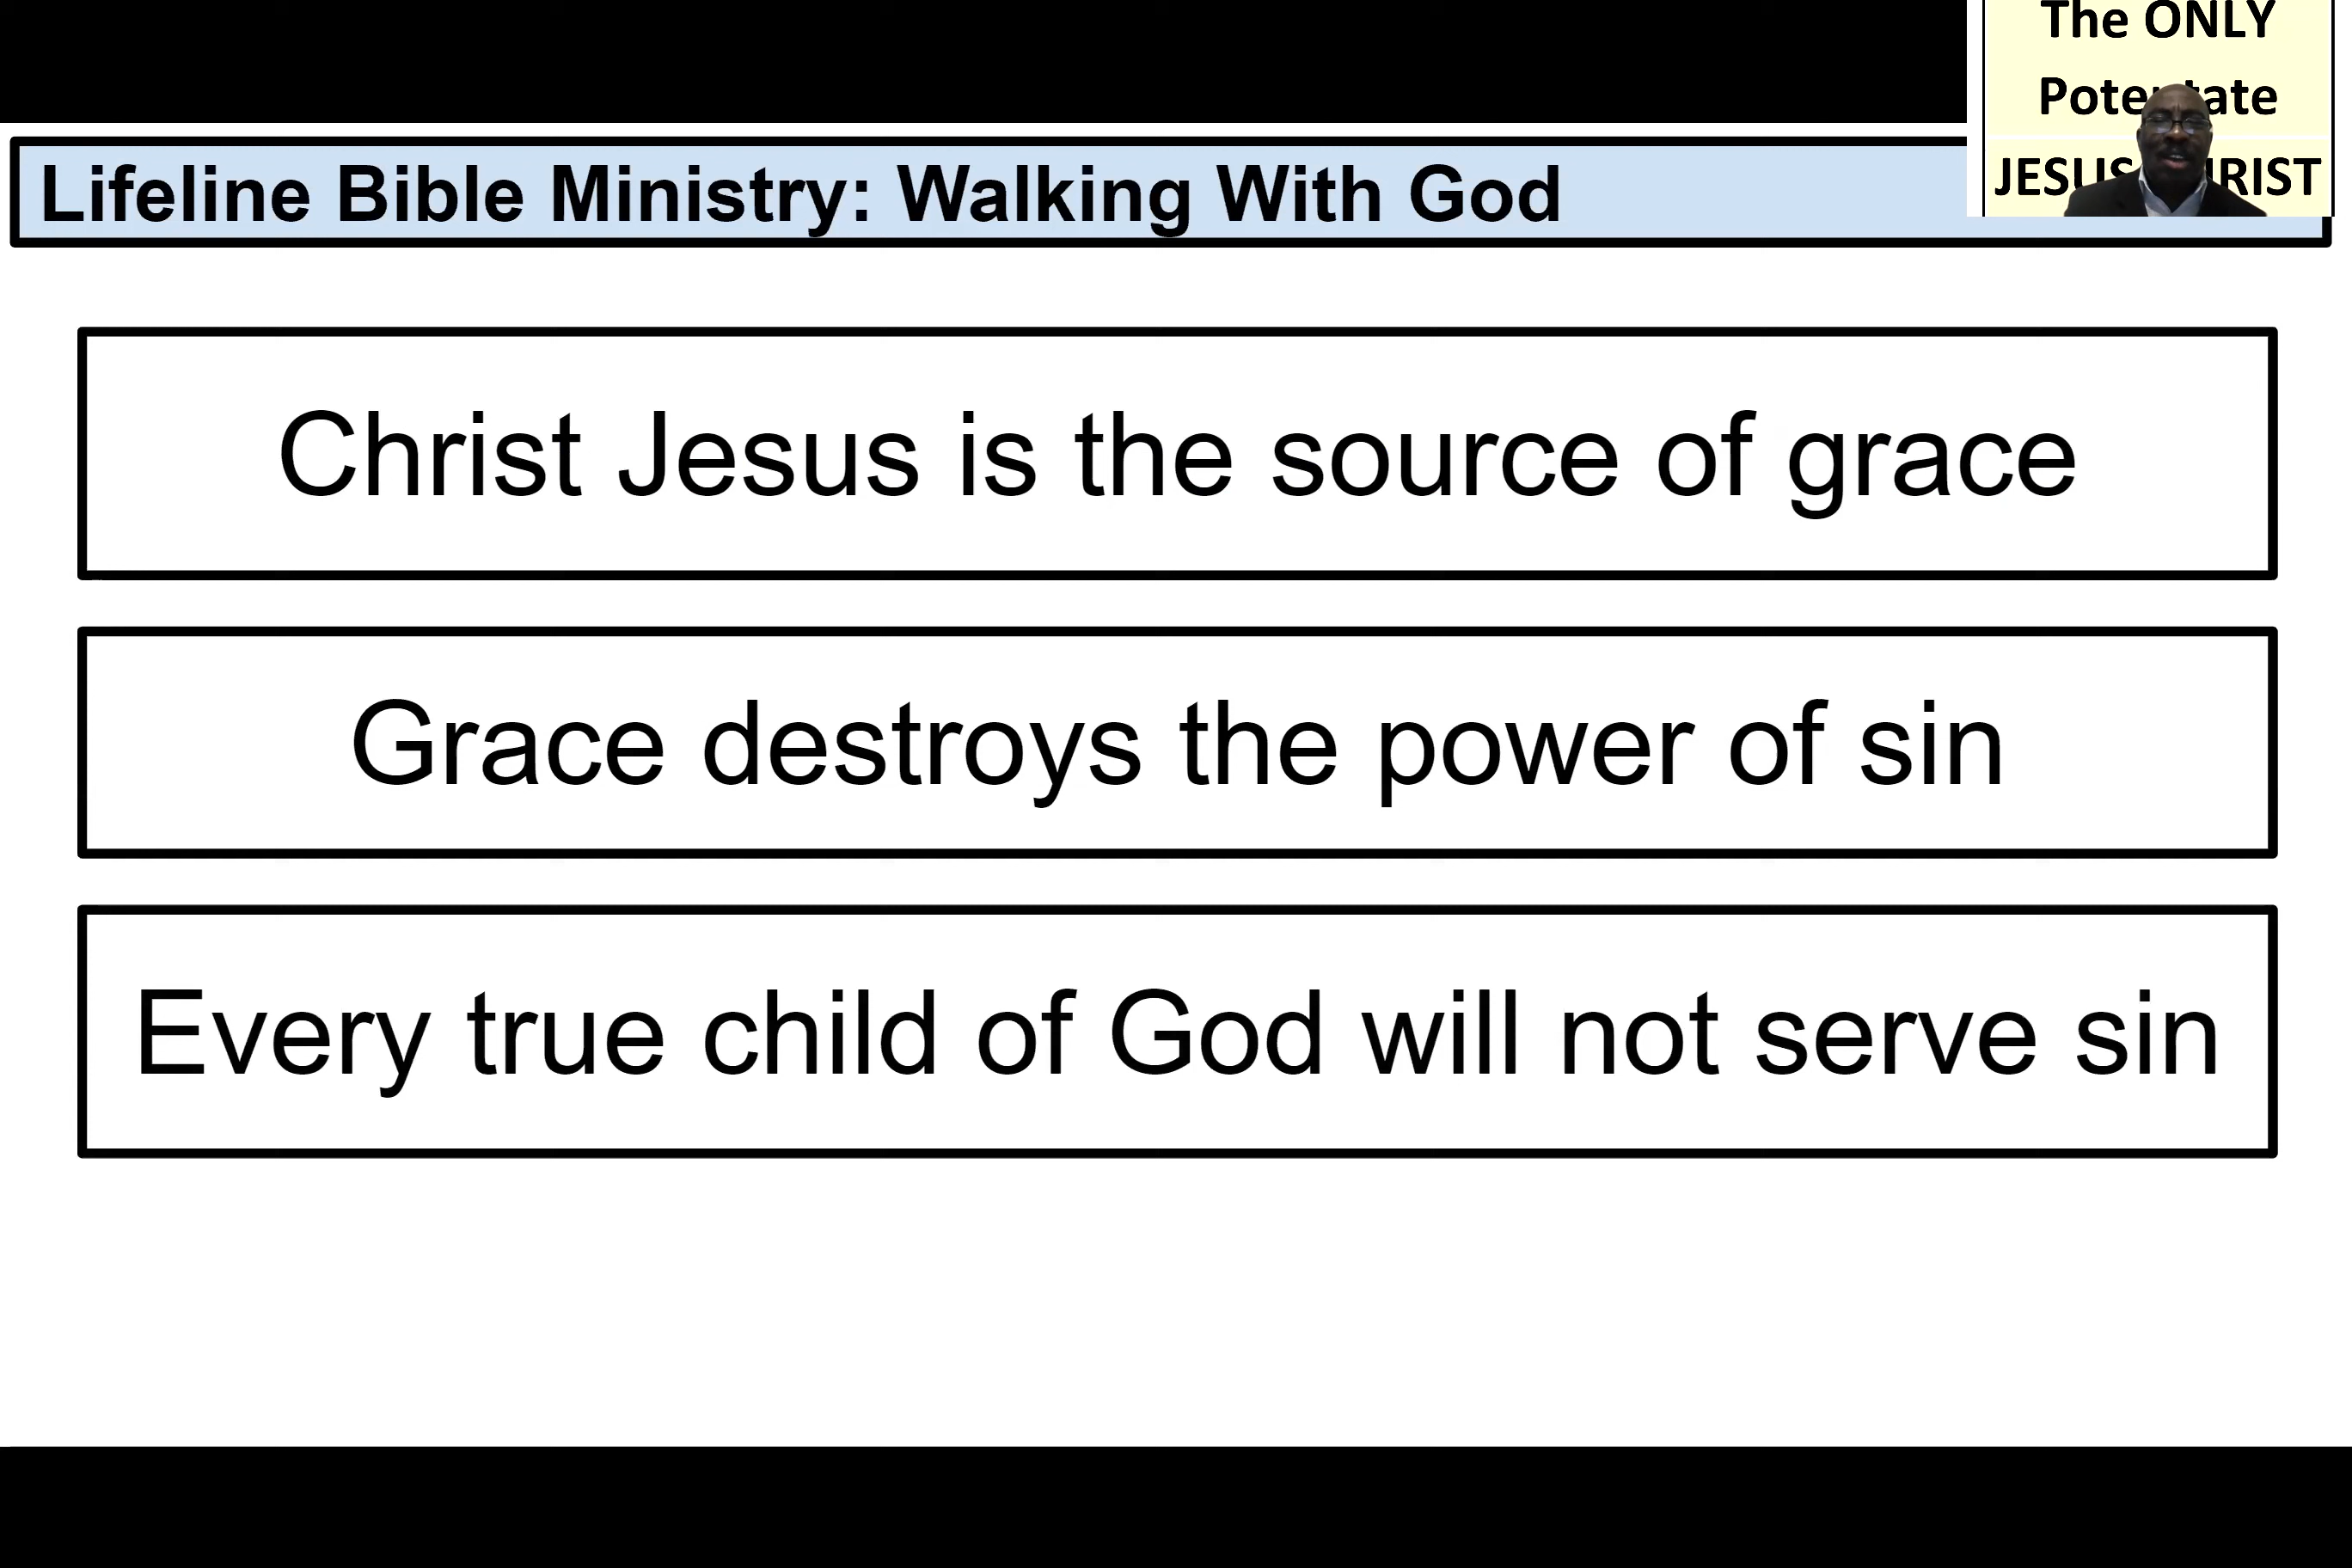 The ONLY
JESUS
Lifeline Bible Ministry: Walking With God
Christ Jesus is the source of grace
Grace destroys the power of sin
Every true child of God will not serve sin